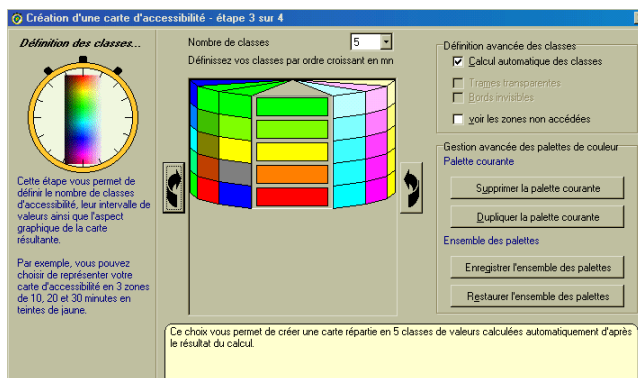 Création d'une carte d'accessibilité - étape 3 sur 4
Définition des classes...
Cette étape vous permet de
définir le nombre de classes
d'accessibilité, leur intervalle de
valeurs ainsi que l'aspect
graphique de la carte
résultante.
Par exemple, vous pouvez
choisir de représenter votre
carte d'accessibilité en 3 zones
de 10, 20 et 30 minutes en
teintes de jaune.
Nombre de classes
5
Définissez vos classes par ordre croissant en mn
Définition avancée des classes
Calcul automatique des classes
Trames transparentes
Bords invisibles
voir les zones non accédées
Gestion avancée des palettes de couleur
Palette courante
Supprimer la palette courante
Dupliquer la palette courante
Ensemble des palettes
Enregistrer l'ensemble des palettes
Restaurer l'ensemble des palettes
Ce choix vous permet de créer une carte répartie en 5 classes de valeurs calculées automatiquement d'après
le résultat du calcul.